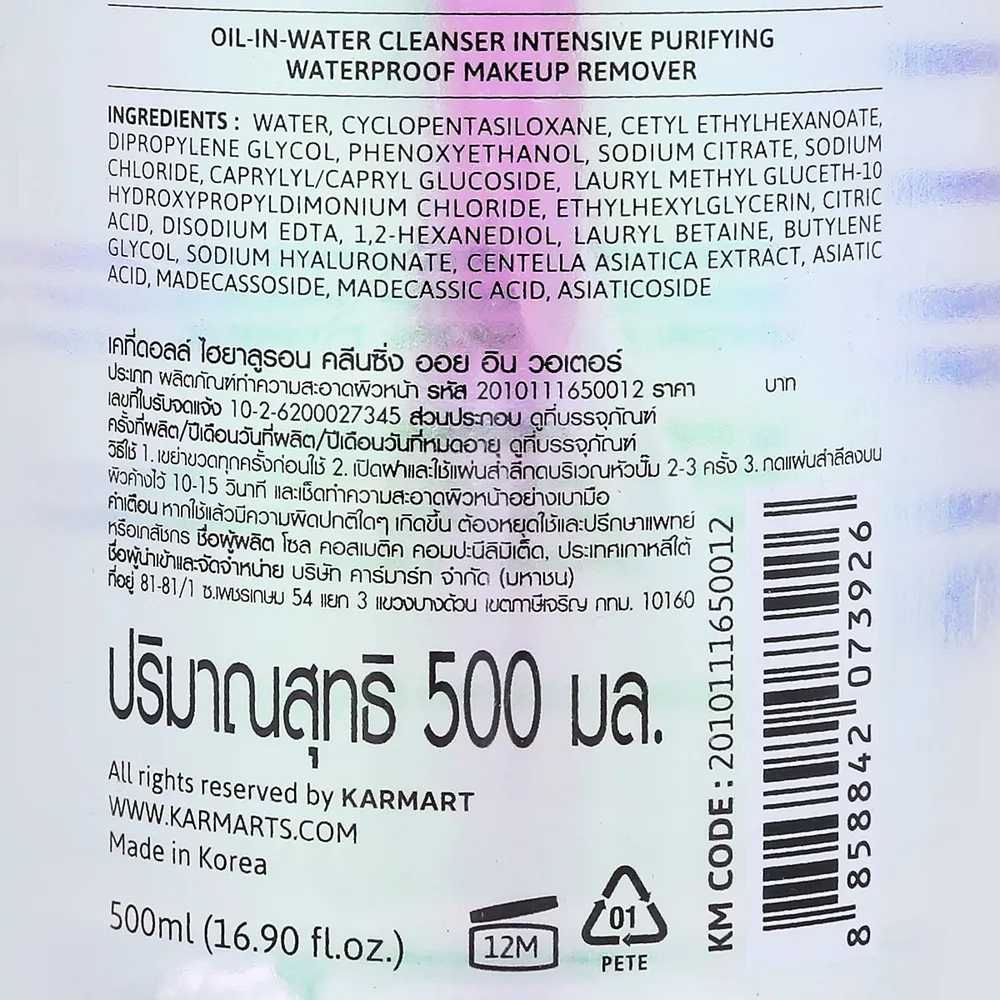 OIL-IN-WATER CLEANSER INTENSIVE PURIFYING
WATERPROOF MAKEUP REMOVER
INGREDIENTS : WATER, CYCLOPENTASILOXANE, CETYL ETHYLHEXANOATE,
DIPROPYLENE GLYCOL, PHENOXYETHANOL, SODIUM CITRATE, SODIUM
CHLORIDE, CAPRYLYL/CAPRYL GLUCOSIDE, LAURYL METHYL GLUCETH-10
HYDROXYPROPYLDIMONIUM CHLORIDE, ETHYLHEXYLGLYCERIN, CITRIC
ACID, DISODIUM EDTA, 1,2-HEXANEDIOL, LAURYL BETAINE, BUTYLENE
GLYCOL, SODIUM HYALURONATE, CENTELLA ASIATICA EXTRACT, ASIATIC
ACID, MADECASSOSIDE, MADECASSIC ACID, ASIATICOSIDE
เคที่ดอลล์ ไฮยาลูรอน คลีนซิ่ง ออย อิน วอเตอร์
ประเภท ผลิตภัณฑ์ทำความสะอาดผิวหน้า รหัส 2010111650012 ราคา บาท
เลขที่ใบรับจดแจ้ง 10-2-6200027345 ส่วนประกอบ ดูที่บรรจุภัณฑ์
ครั้งที่ผลิต/ปีเดือนวันที่ผลิต/ปีเดือนวันที่หมดอายุ ดูที่บรรจุภัณฑ์
วิธีใช้ 1.เขย่าขวดทุกครั้งก่อนใช้ 2. เปิดฝาและใช้แผ่นสำลีกดบริเวณหัวปั๊ม 2-3 ครั้ง 3.กดแผ่นสำลีลงบน
ผิวค้างไว้ 10-15 วินาที และเช็ดทำความสะอาดผิวหน้าอย่างเบามือ
คำเตือน หากใช้แล้วมีความผิดปกติใดๆ เกิดขึ้น ต้องหยุดใช้และปรึกษาแพทย์
หรือเภสัชกร ชื่อผู้ผลิต โซล คอสเมติค คอมปะนีลิมิเต็ด, ประเทศเกาหลีใต้
ชื่อผู้นำเข้าและจัดจำหน่าย บริษัท คาร์มาร์ท จำกัด (มหาชน)
ที่อยู่ 81-81/1 ซ.เพชรเกษม 54 แยก 3 แขวงบางด้วน เขตภาษีเจริญ กทม. 10160
ปริมาณสุทธิ 500 มล.
All rights reserved by KARMART
WWW.KARMARTS.COM
Made in Korea
500ml (16.90 fl.oz.)
12M
01
PETE
KM CODE : 2010111650012
8 858842 073926